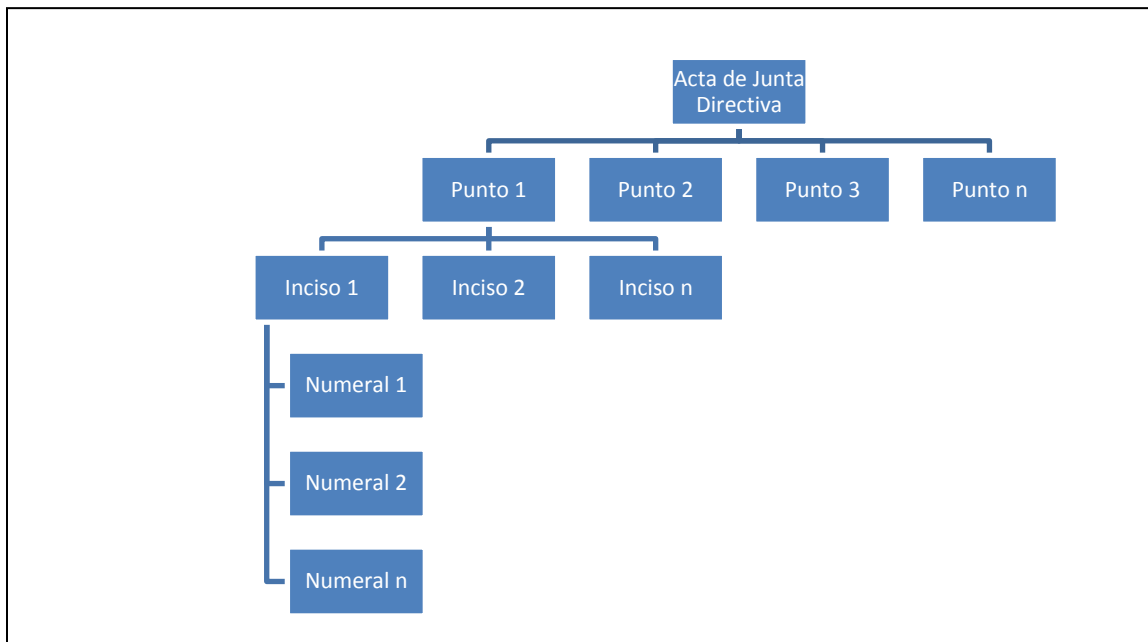 Acta de Junta
Directiva
Punto 1
Punto 2
Punto 3
Punto n
Inciso 1
Inciso 2
Inciso n
Numeral 1
Numeral 2
Numeral n